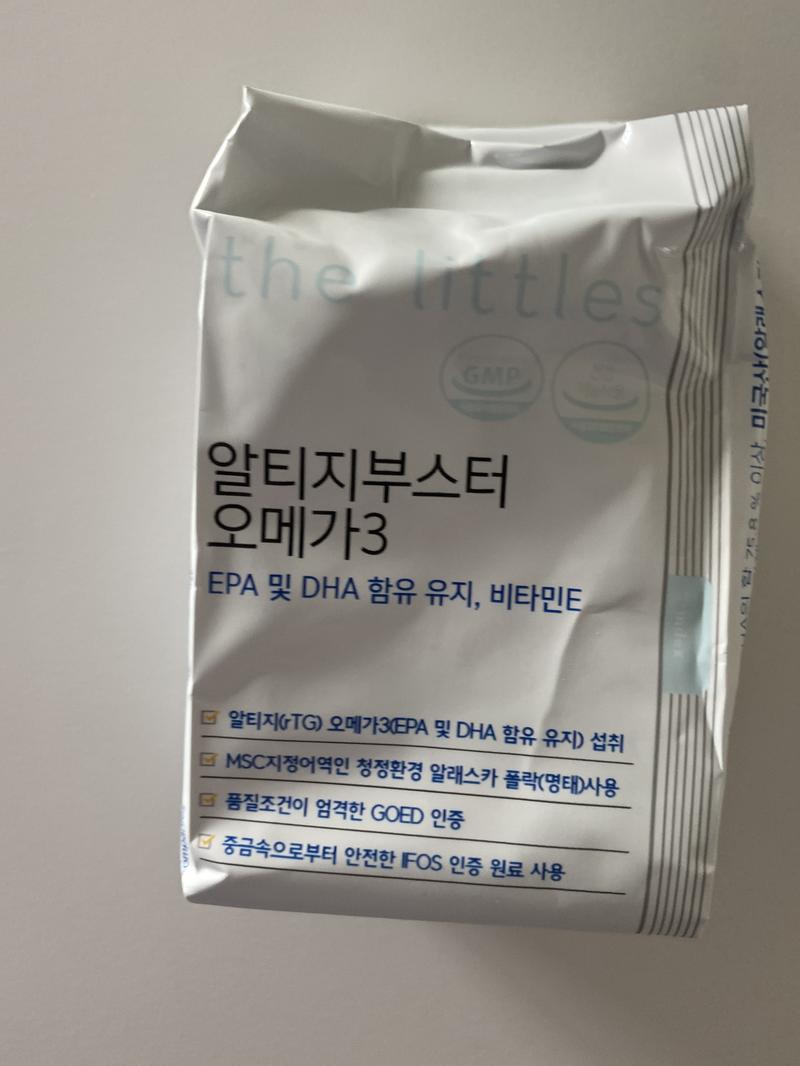 the littles
GMP
알티지부스터
오메가3
EPA 및 DHA 함유 유지, 비타민E
알티지(rTG) 오메가3(EPA 및 DHA 함유 유지) 섭취
MSC지정어역인 청정환경 알래스카 폴락(명태)사용
품질조건이 엄격한 GOED 인증
중금속으로부터 안전한 IFOS 인증 원료 사용
index